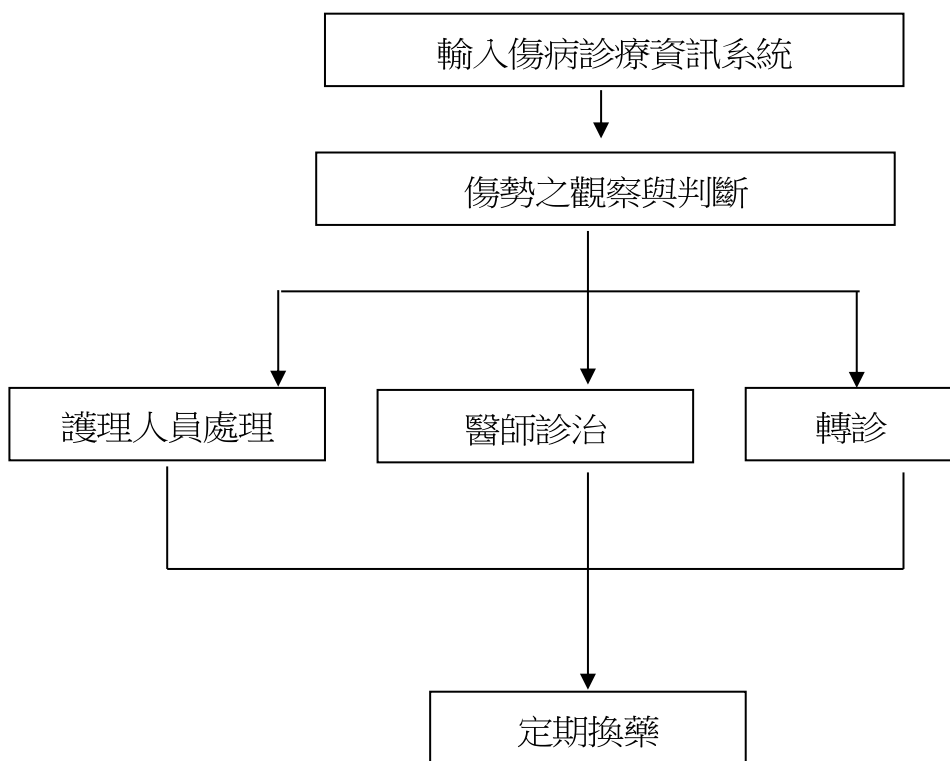 輸入傷病診療資訊系統
傷勢之觀察與判斷
護理人員處理
醫師診治
轉診
定期換藥